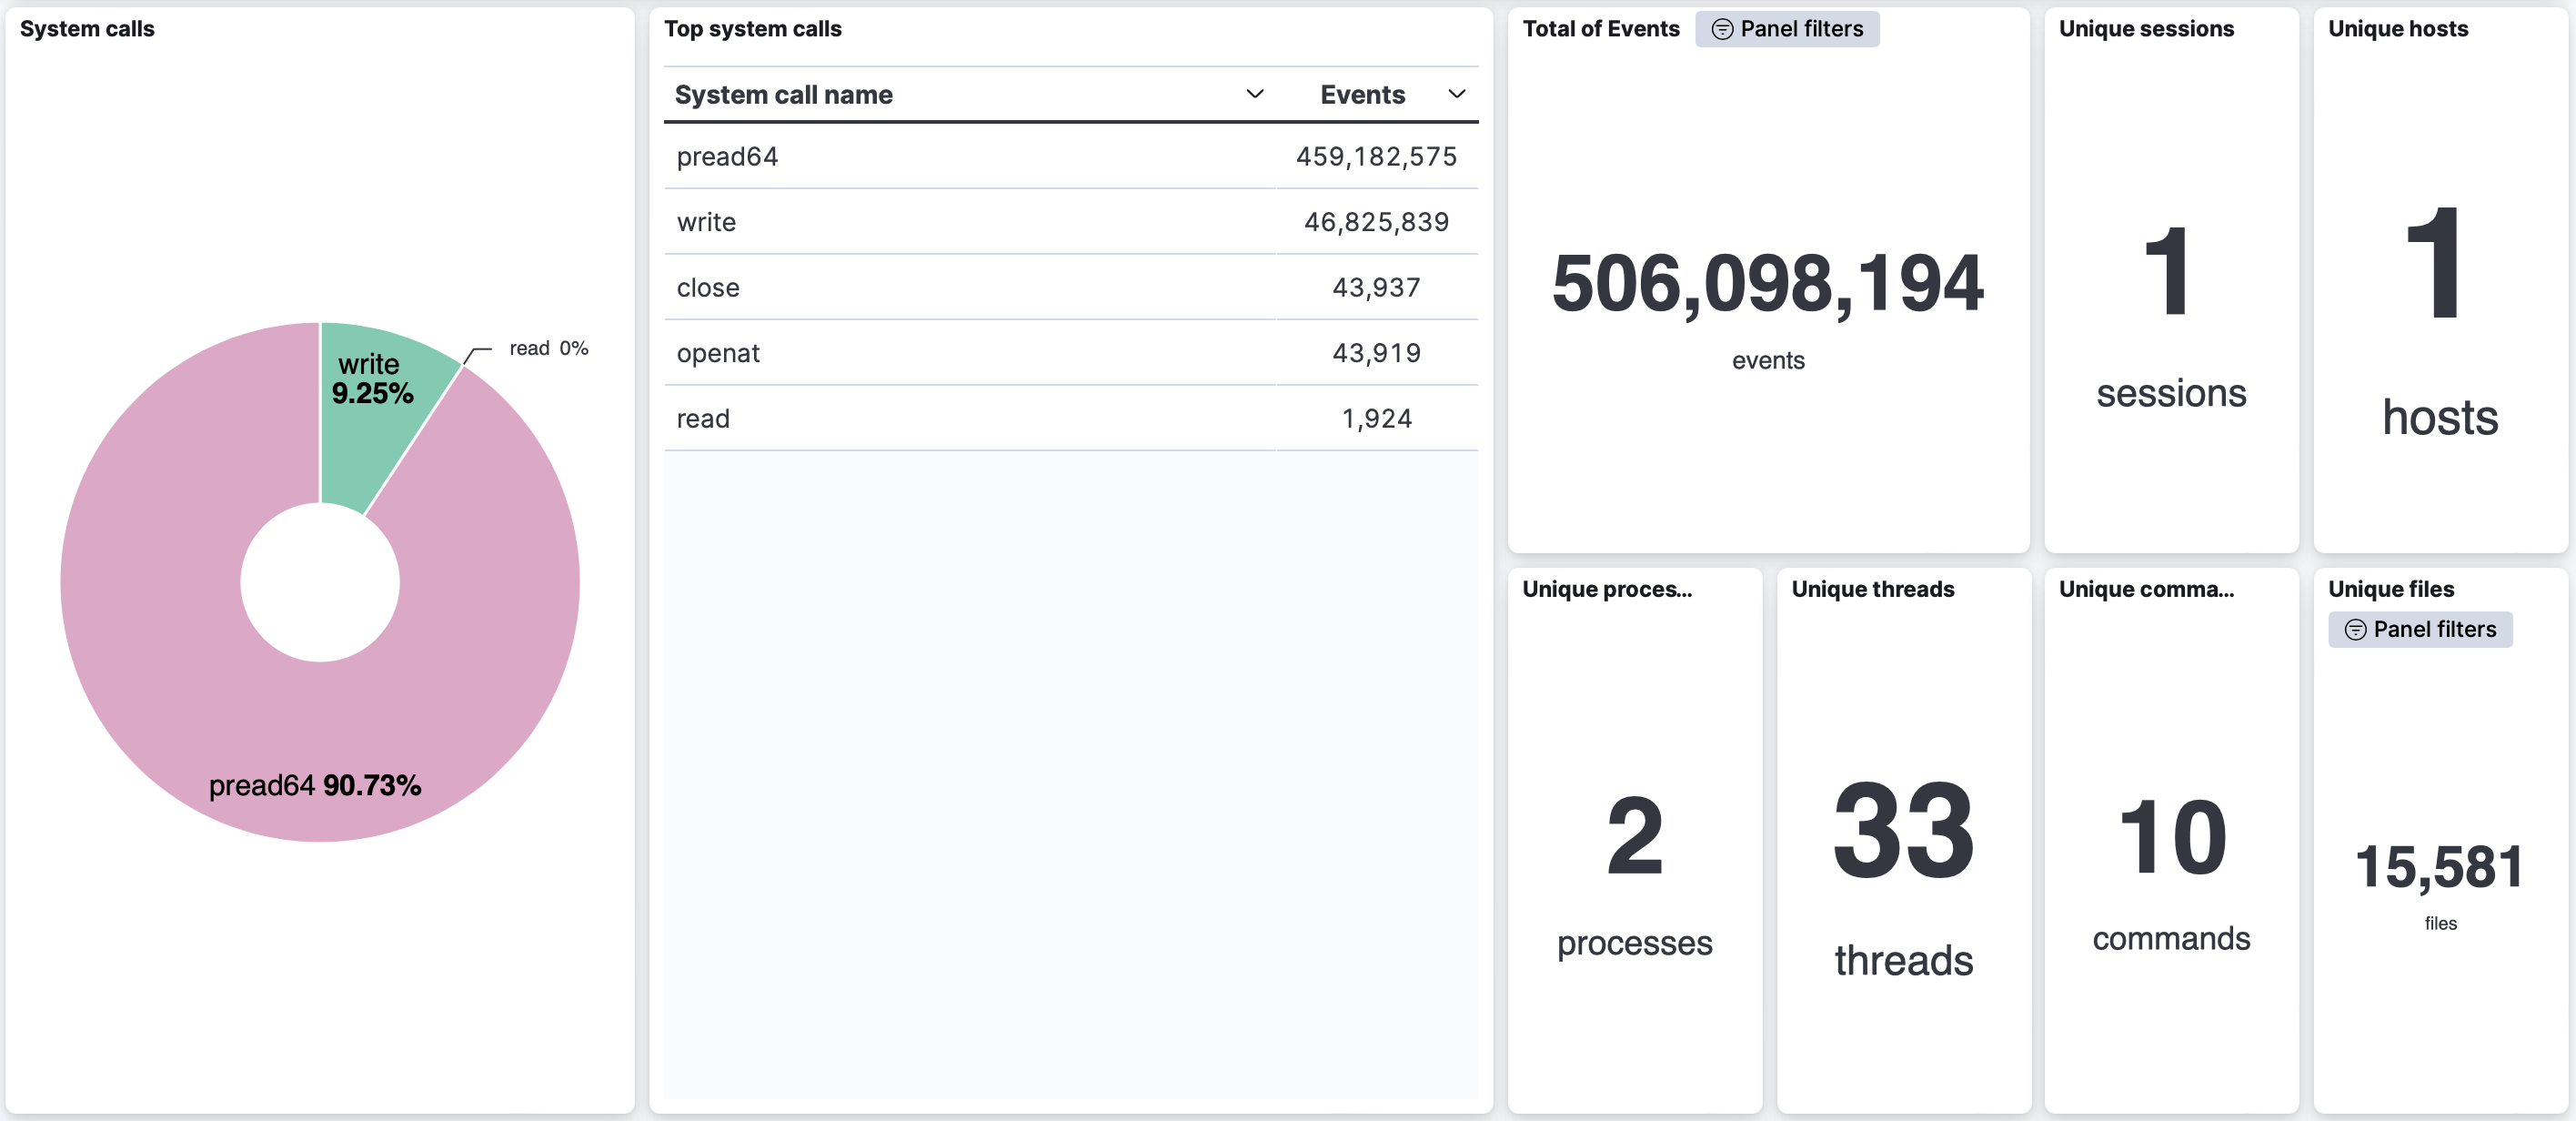 System calls
write
9.25%
read 0%
pread64 90.73%
Top system calls
System call name Events
pread64 459,182,575
write 46,825,839
close 43,937
openat 43,919
read 1,924
Total of Events Panel filters
506,098,194
events
Unique sessions
1
sessions
Unique hosts
1
hosts
Unique proces...
2
processes
Unique threads
33
threads
Unique comma...
10
commands
Unique files
Panel filters
15,581
files